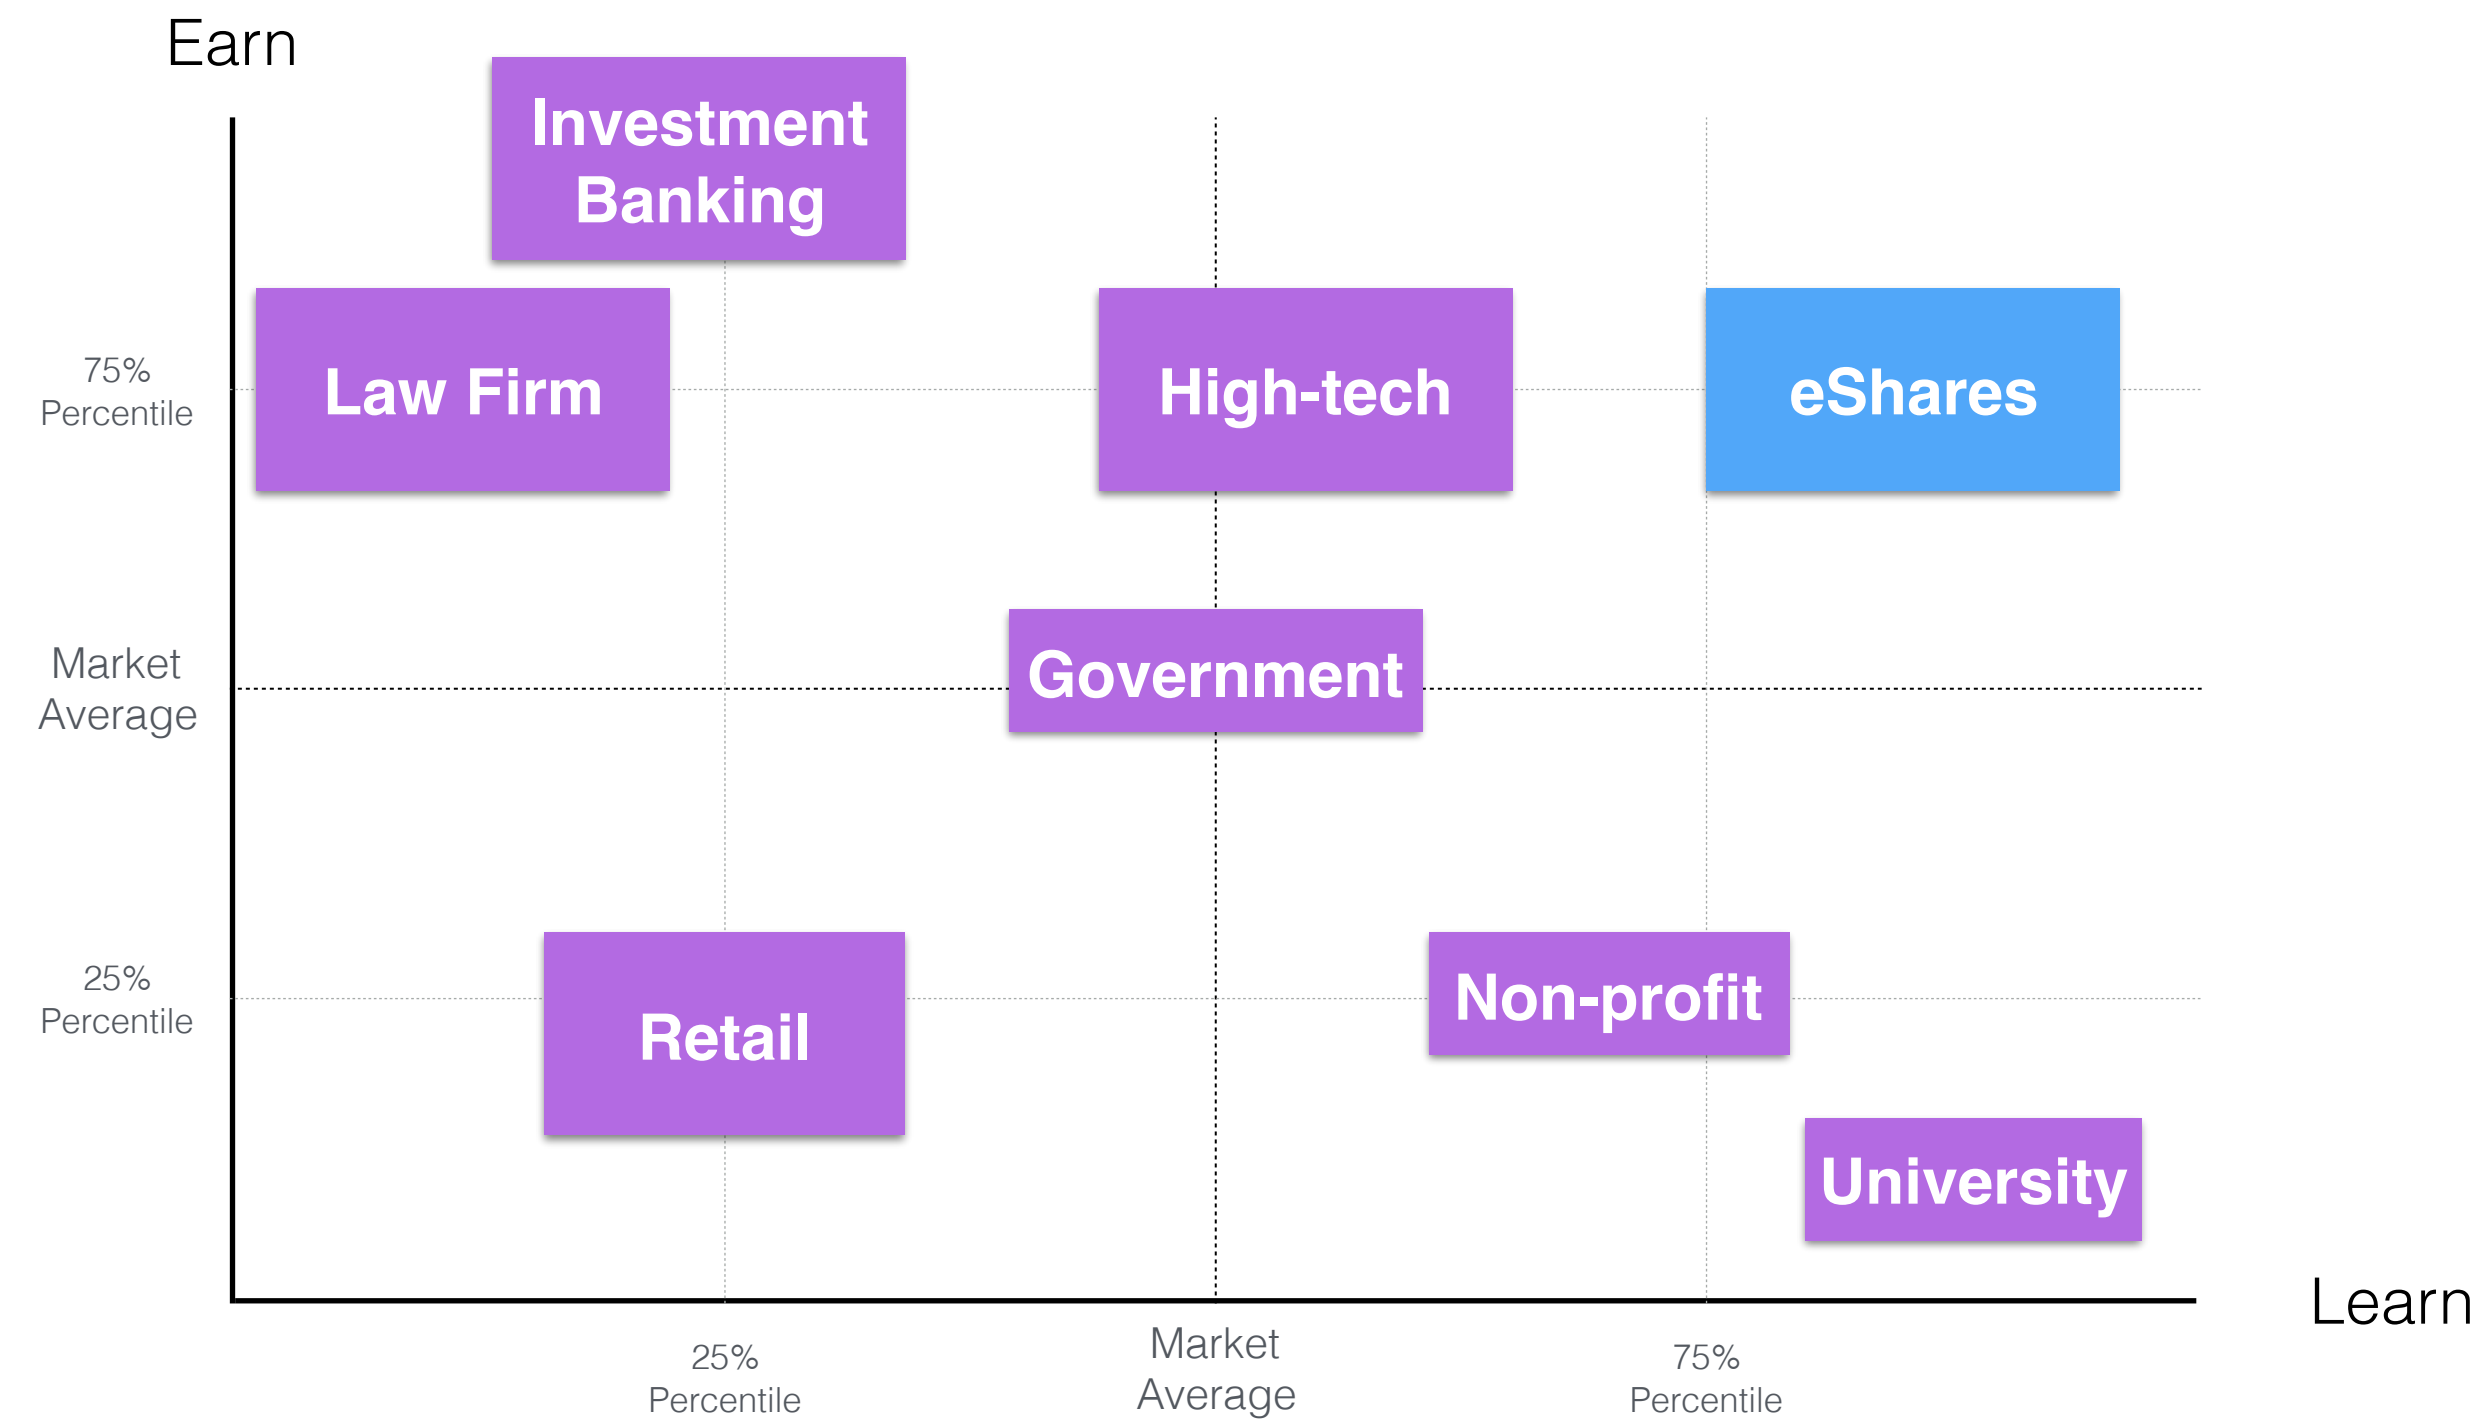 Earn
Investment
Banking
75%
Percentile
Law Firm
High-tech
eShares
Market
Average
Government
25%
Percentile
Retail
Non-profit
University
Learn
25%
Percentile
Market
Average
75%
Percentile